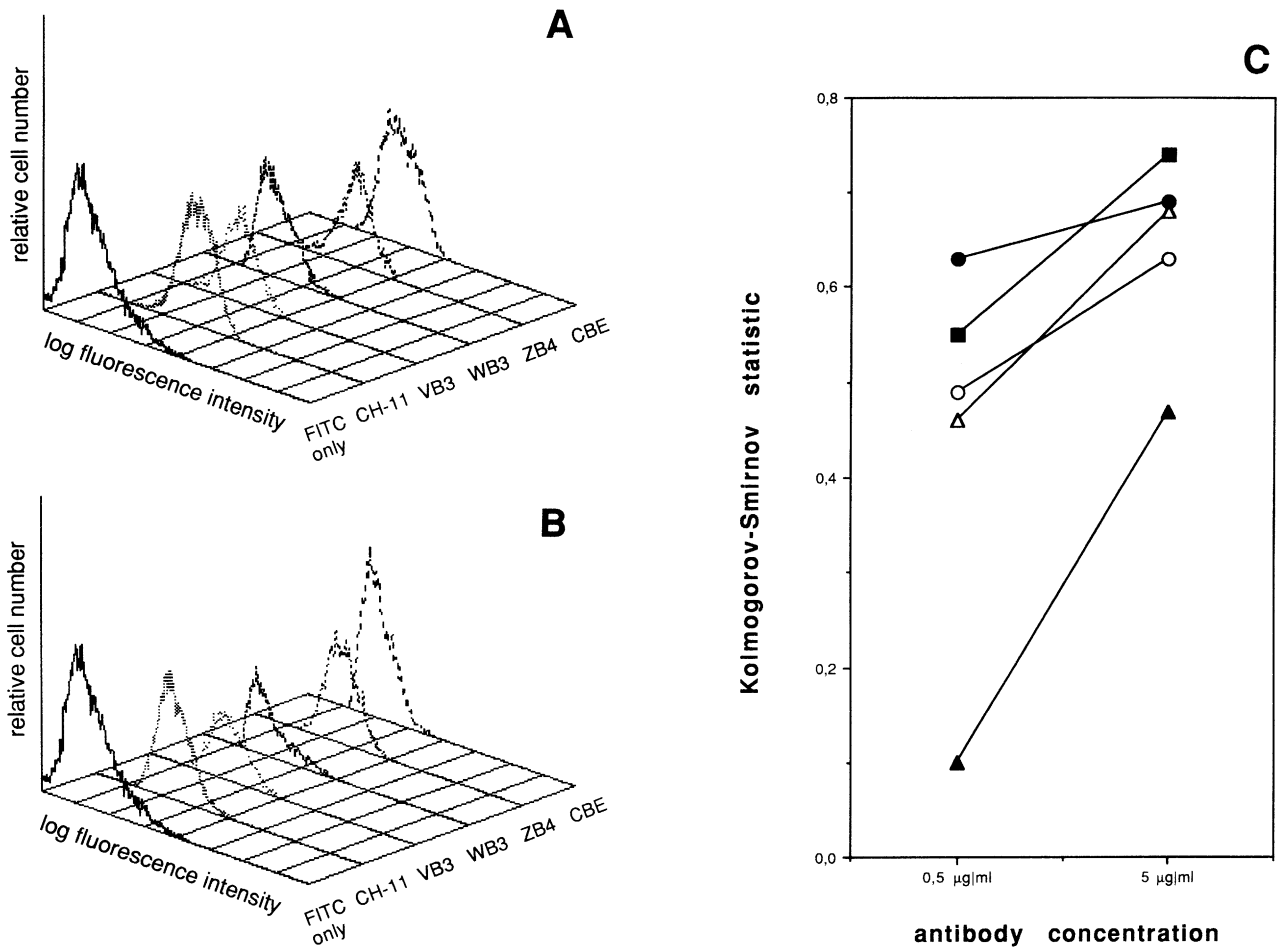 A
relative cell number
log fluorescence intensity
FITC only
CH-11
VB3
WB3
ZB4
CBE
B
relative cell number
log fluorescence intensity
FITC only
CH-11
VB3
WB3
ZB4
CBE
C
Kolmogorov-Smirnov statistic
0,8
0,6
0,4
0,2
0,0
0,5 µg|ml
5 µg|ml
antibody concentration